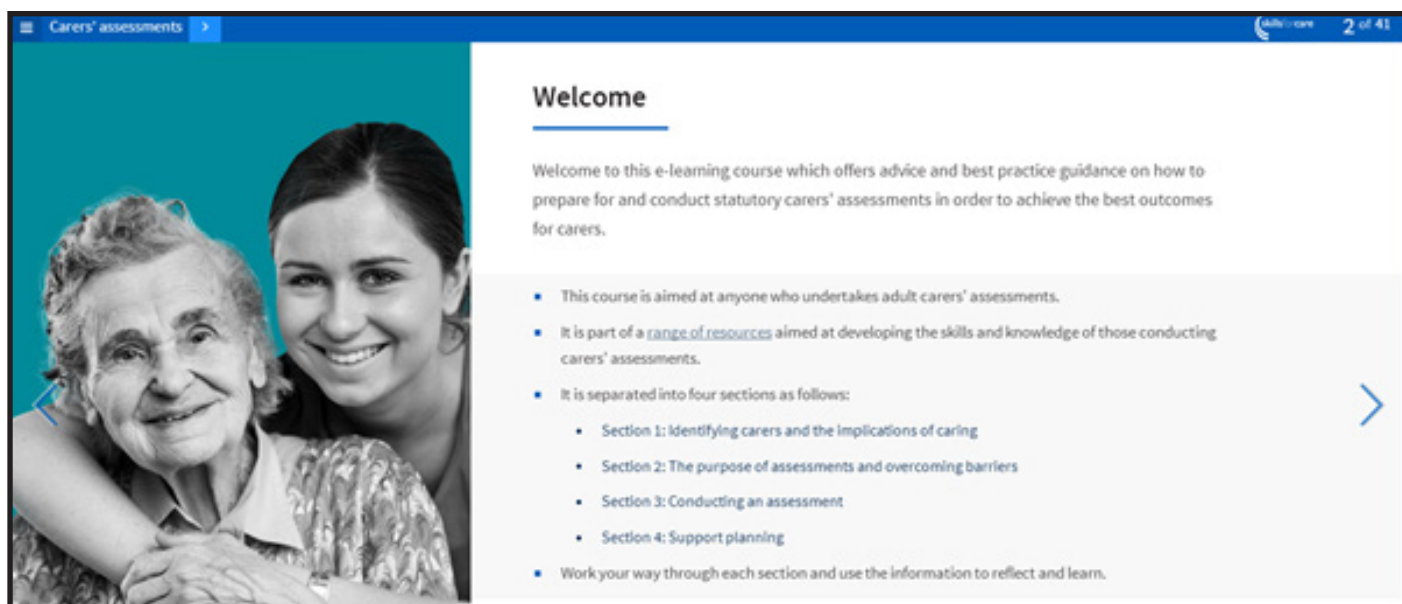 Carers' assessments
skillsforcare
2 of 41
Welcome
Welcome to this e-learning course which offers advice and best practice guidance on how to
prepare for and conduct statutory carers' assessments in order to achieve the best outcomes
for carers.
This course is aimed at anyone who undertakes adult carers' assessments.
It is part of a range of resources aimed at developing the skills and knowledge of those conducting
carers' assessments.
It is separated into four sections as follows:
Section 1: Identifying carers and the implications of caring
Section 2: The purpose of assessments and overcoming barriers
Section 3: Conducting an assessment
Section 4: Support planning
Work your way through each section and use the information to reflect and learn.